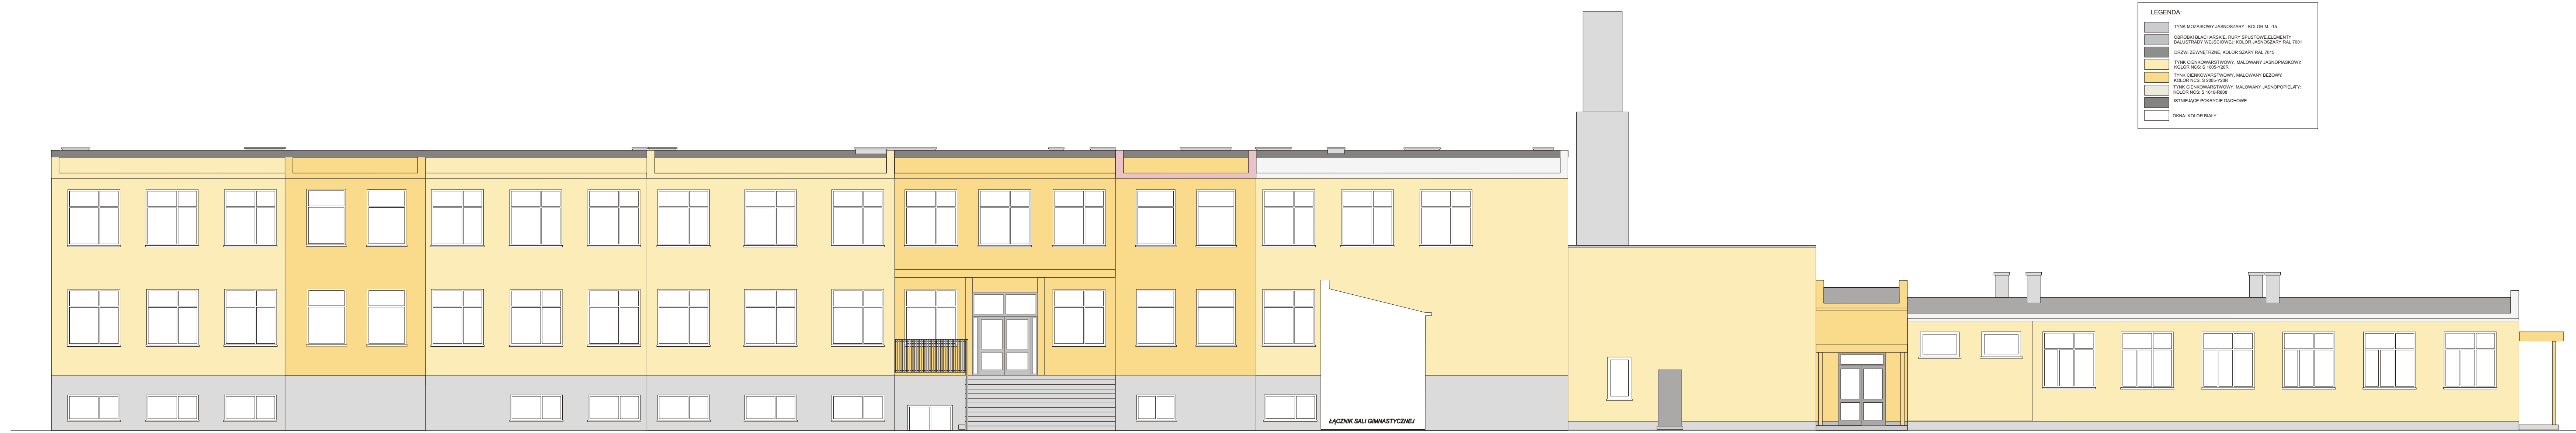 LEGENDA:
TYNK MOZAIKOWY JASNOSZARY : KOLOR M. -15
OBRÓBKI BLACHARSKIE, RURY SPUSTOWE,ELEMENTY
BALUSTRADY WEJŚCIOWEJ: KOLOR JASNOSZARY RAL 7001
DRZWI ZEWNĘTRZNE, KOLOR SZARY RAL 7015
TYNK CIENKOWARSTWOWY, MALOWANY JASNOPIASKOWY
KOLOR NCS: S 1005-Y20R
TYNK CIENKOWARSTWOWY, MALOWANY BEŻOWY:
KOLOR NCS: S 2005-Y20R
TYNK CIENKOWARSTWOWY, MALOWANY JASNOPOPIELATY:
KOLOR NCS: S 1010-R80B
ISTNIEJĄCE POKRYCIE DACHOWE
OKNA: KOLOR BIAŁY
ŁĄCZNIK SALI GIMNASTYCZNEJ